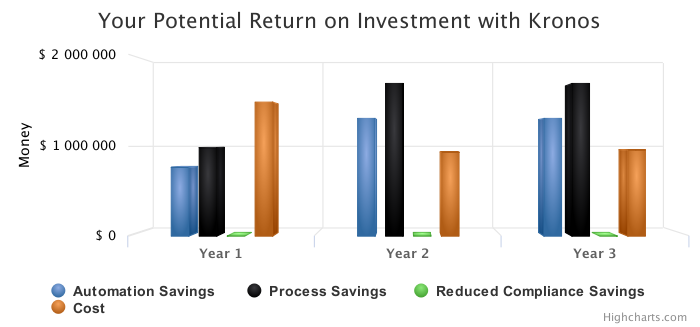 Your Potential Return on Investment with Kronos
$ 2 000 000
$ 1 000 000
$ 0
Money
Year 1 Year 2 Year 3
Automation Savings Process Savings Reduced Compliance Savings
Cost
Highcharts.com